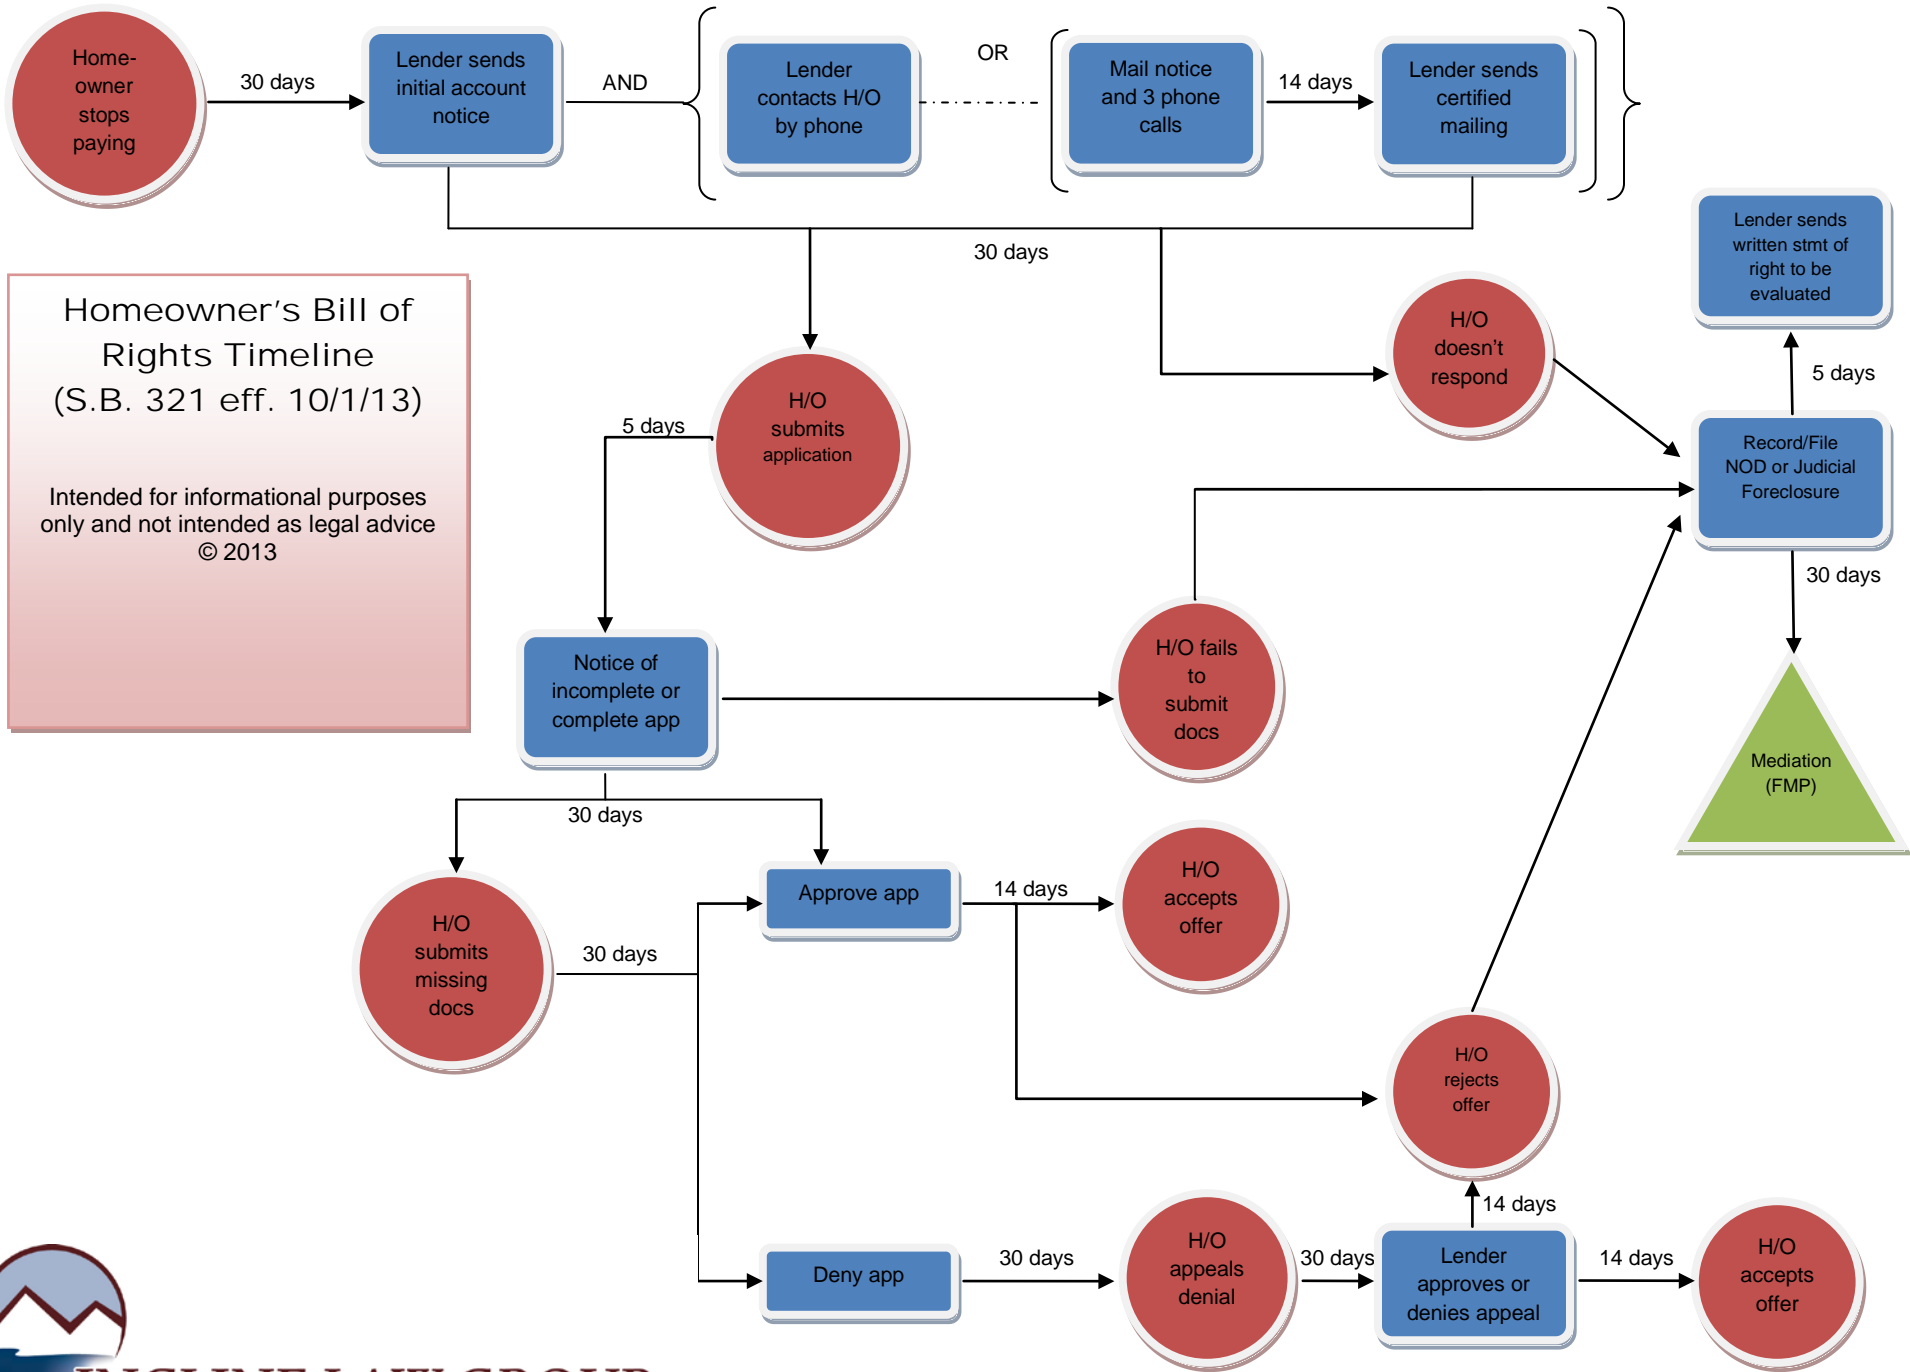 Home-
owner
stops
paying
30 days
Lender sends
initial account
notice
AND
Lender
contacts H/O
by phone
OR
Mail notice
and 3 phone
calls
14 days
Lender sends
certified
mailing
30 days
Lender sends
written stmt of
right to be
evaluated
5 days
Homeowner's Bill of
Rights Timeline
(S.B. 321 eff. 10/1/13)
Intended for informational purposes
only and not intended as legal advice
© 2013
H/O
doesn't
respond
H/O
submits
application
5 days
Record/File
NOD or Judicial
Foreclosure
30 days
Notice of
incomplete or
complete app
H/O fails
to
submit
docs
Mediation
(FMP)
30 days
H/O
submits
missing
docs
30 days
Approve app
14 days
H/O
accepts
offer
H/O
rejects
offer
14 days
Deny app
30 days
H/O
appeals
denial
30 days
Lender
approves or
denies appeal
14 days
H/O
accepts
offer
INCLINE LAW GROUP